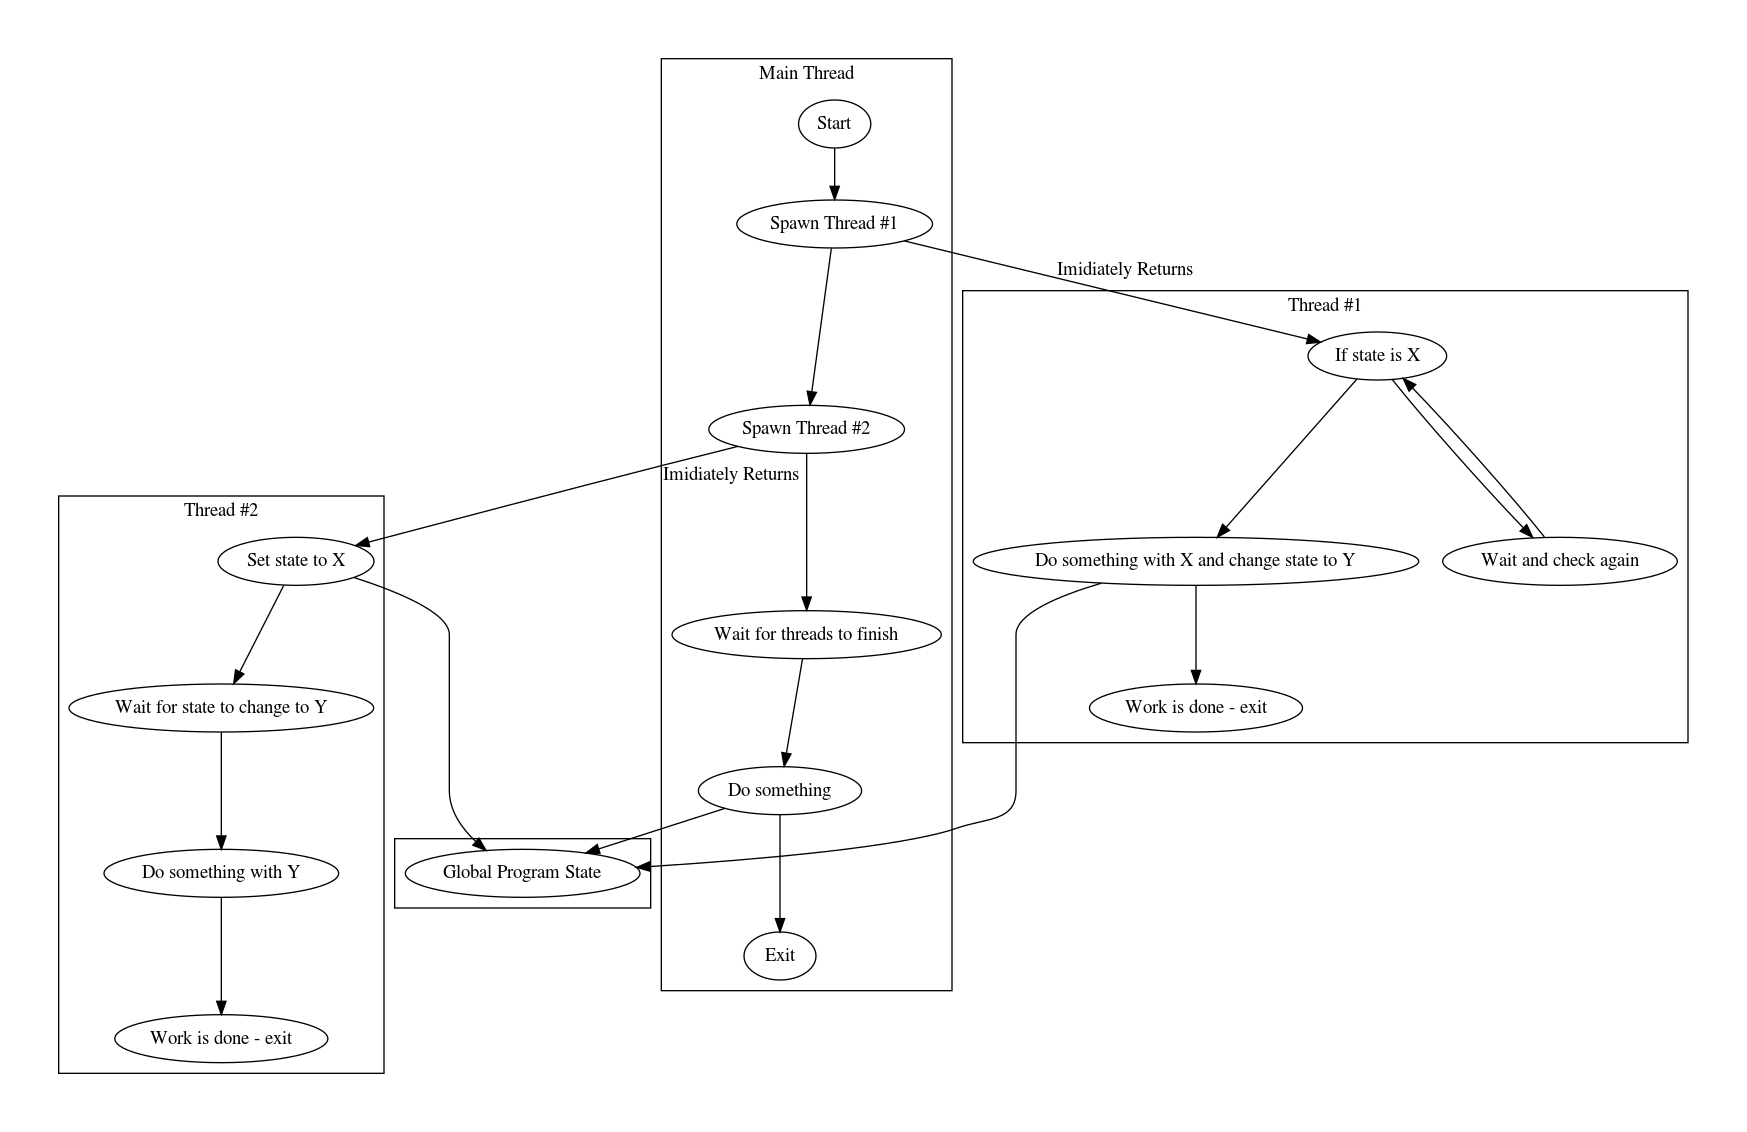 Main Thread
Start
Spawn Thread #1
Imidiately Returns
Thread #1
If state is X
Spawn Thread #2
Imidiately Returns
Thread #2
Set state to X
Do something with X and change state to Y
Wait and check again
Wait for threads to finish
Wait for state to change to Y
Work is done - exit
Do something
Do something with Y
Global Program State
Exit
Work is done - exit